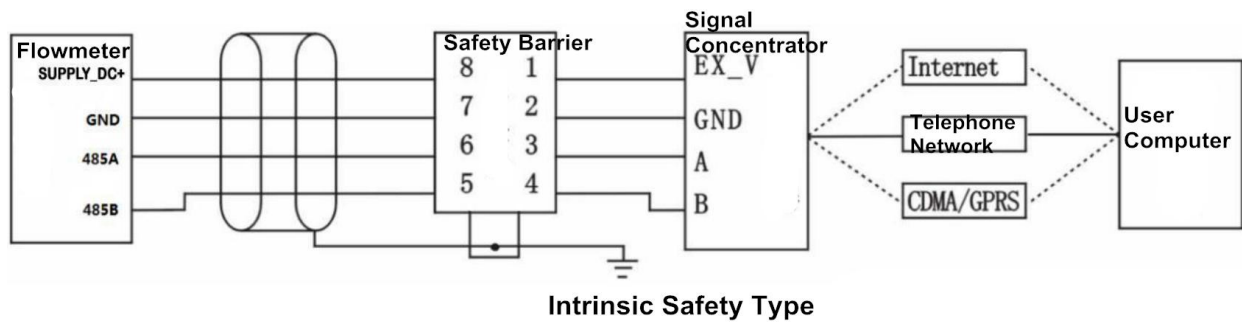 Flowmeter
SUPPLY_DC+
GND
485A
485B
Safety Barrier
8 1
7 2
6 3
5 4
Signal
Concentrator
EX_V
GND
A
B
Internet
Telephone
Network
CDMA/GPRS
User
Computer
Intrinsic Safety Type